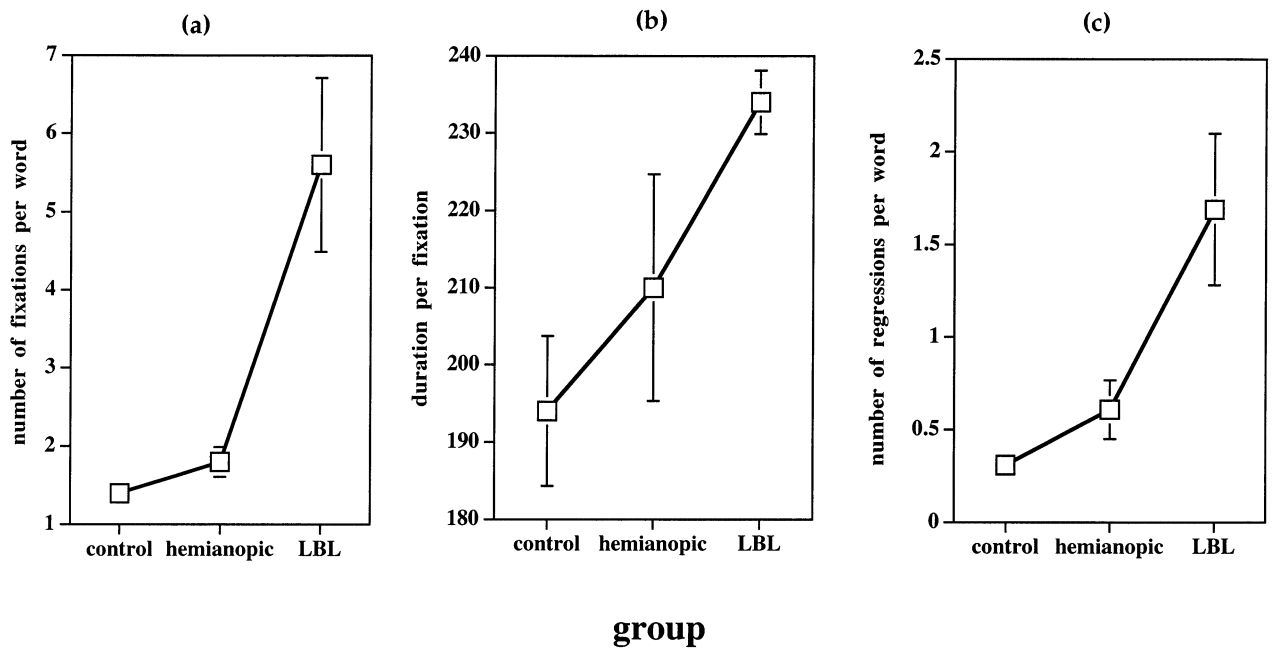 (a)
number of fixations per word
7
6
5
4
3
2
1
control hemianopic LBL
(b)
duration per fixation
240
230
220
210
200
190
180
control hemianopic LBL
(c)
number of regressions per word
2.5
2
1.5
1
0.5
0
control hemianopic LBL
group